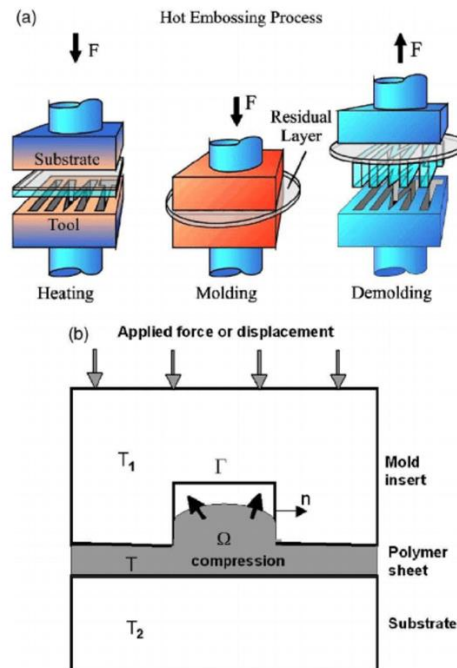 (a)
Hot Embossing Process
F
F
F
Residual
Layer
Substrate
Tool
Heating
Molding
Demolding
(b)
Applied force or displacement
T₁
Γ
n
Mold
insert
Ω
T
compression
Polymer
sheet
T₂
Substrate